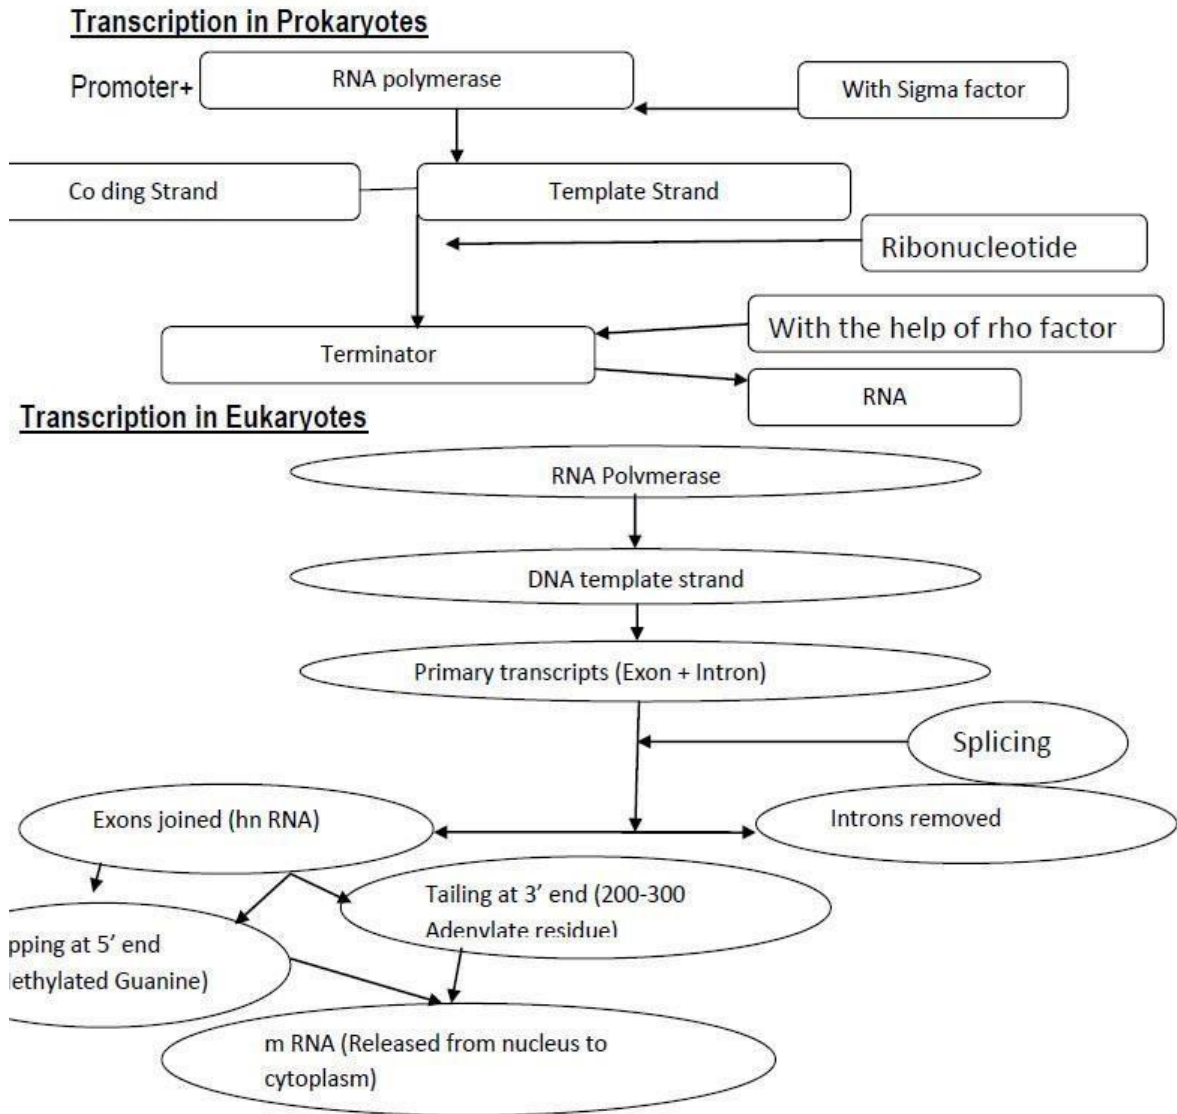 Transcription in Prokaryotes
Promoter+
RNA polymerase
With Sigma factor
Co ding Strand
Template Strand
Ribonucleotide
With the help of rho factor
Terminator
RNA
Transcription in Eukaryotes
RNA Polymerase
DNA template strand
Primary transcripts (Exon + Intron)
Splicing
Exons joined (hn RNA)
Introns removed
Tailing at 3’ end (200-300
Adenylate residue)
pping at 5’ end
ethylated Guanine)
m RNA (Released from nucleus to
cytoplasm)